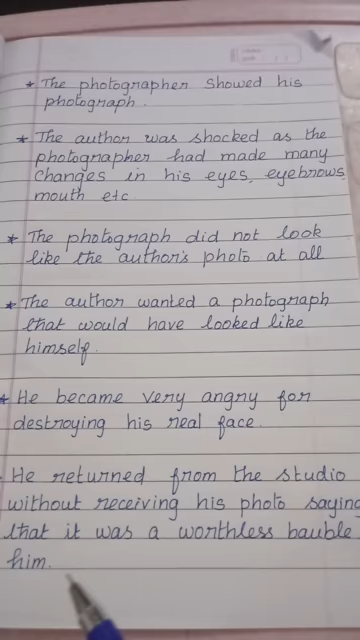 * The photographer showed his
photograph.
* The author was shocked as the
photographer had made many
changes in his eyes, eyebrows,
mouth etc
* The photograph did not look
like the author's photo at all
* The author wanted a photograph
that would have looked like
himself.
* He became very angry for
destroying his real face.
He returned from the studio
without receiving his photo saying
that it was a worthless bauble
him.